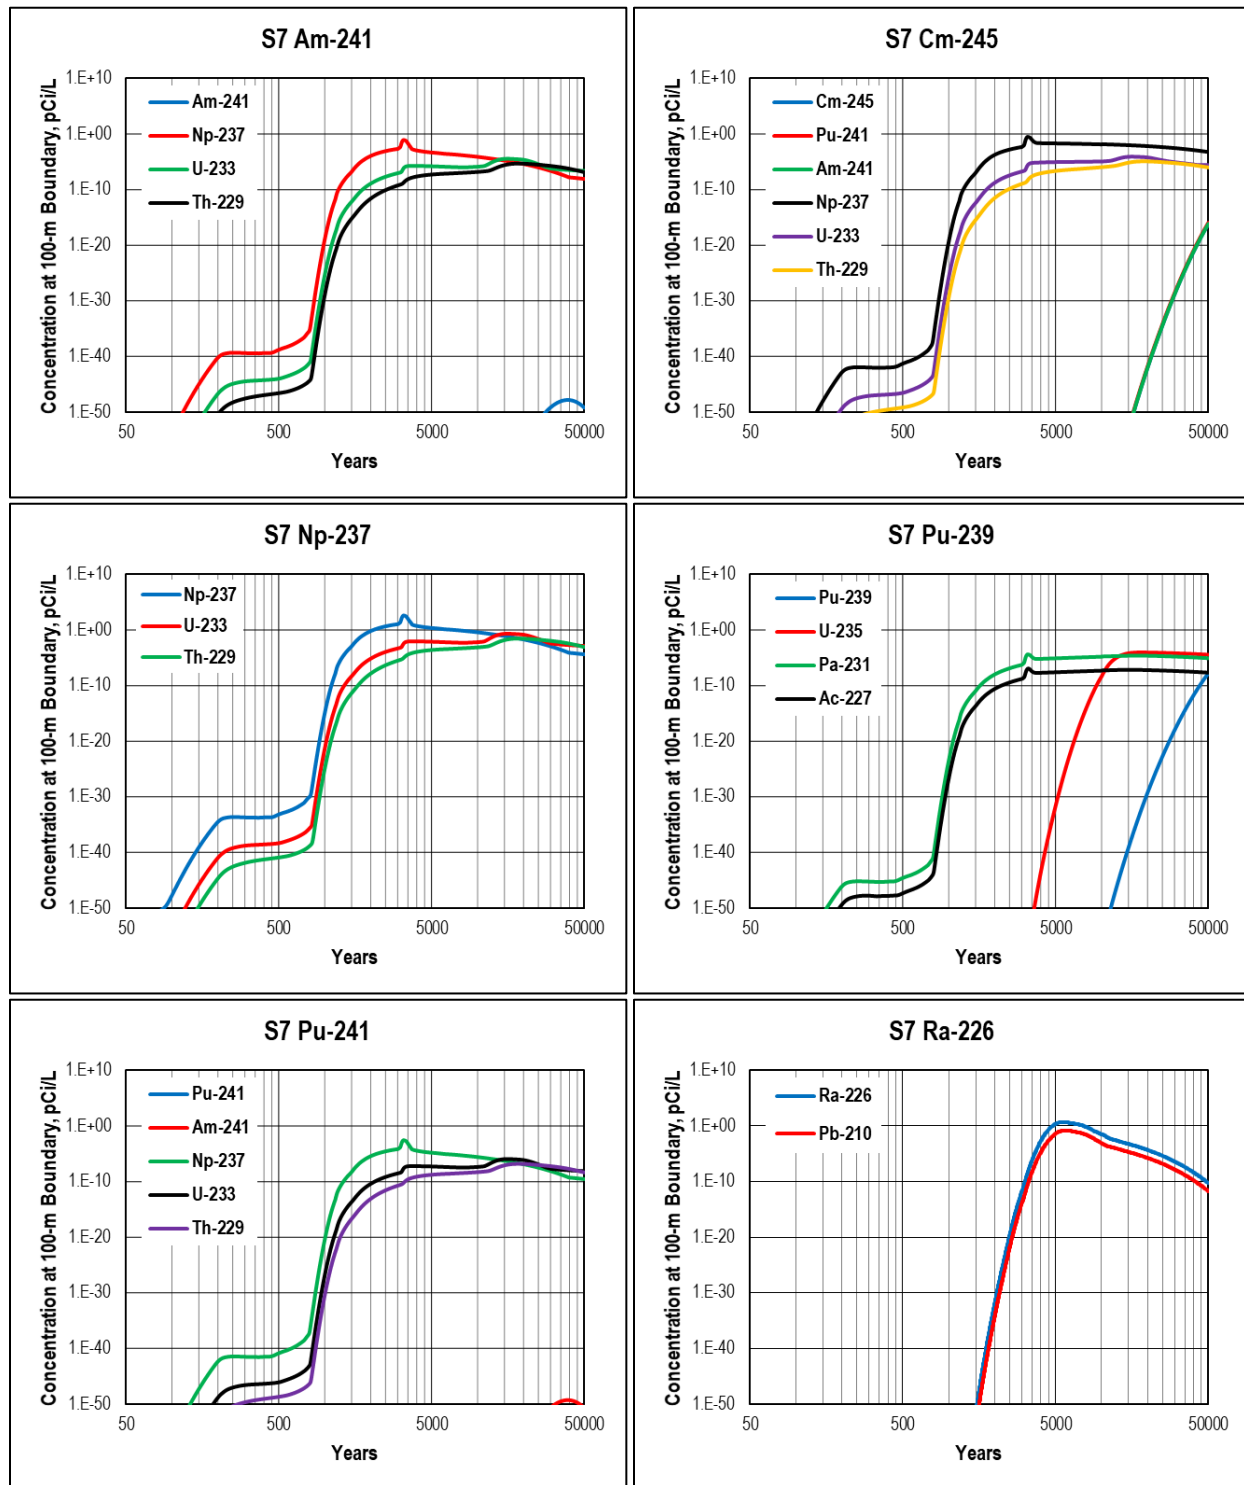 S7 Am-241
Concentration at 100-m Boundary, pCi/L
1.E+10
1.E+00
1.E-10
1.E-20
1.E-30
1.E-40
1.E-50
Am-241
Np-237
U-233
Th-229
50
500
5000
50000
Years
S7 Cm-245
Concentration at 100-m Boundary, pCi/L
1.E+10
1.E+00
1.E-10
1.E-20
1.E-30
1.E-40
1.E-50
Cm-245
Pu-241
Am-241
Np-237
U-233
Th-229
50
500
5000
50000
Years
S7 Np-237
Concentration at 100-m Boundary, pCi/L
1.E+10
1.E+00
1.E-10
1.E-20
1.E-30
1.E-40
1.E-50
Np-237
U-233
Th-229
50
500
5000
50000
Years
S7 Pu-239
Concentration at 100-m Boundary, pCi/L
1.E+10
1.E+00
1.E-10
1.E-20
1.E-30
1.E-40
1.E-50
Pu-239
U-235
Pa-231
Ac-227
50
500
5000
50000
Years
S7 Pu-241
Concentration at 100-m Boundary, pCi/L
1.E+10
1.E+00
1.E-10
1.E-20
1.E-30
1.E-40
1.E-50
Pu-241
Am-241
Np-237
U-233
Th-229
50
500
5000
50000
Years
S7 Ra-226
Concentration at 100-m Boundary, pCi/L
1.E+10
1.E+00
1.E-10
1.E-20
1.E-30
1.E-40
1.E-50
Ra-226
Pb-210
50
500
5000
50000
Years